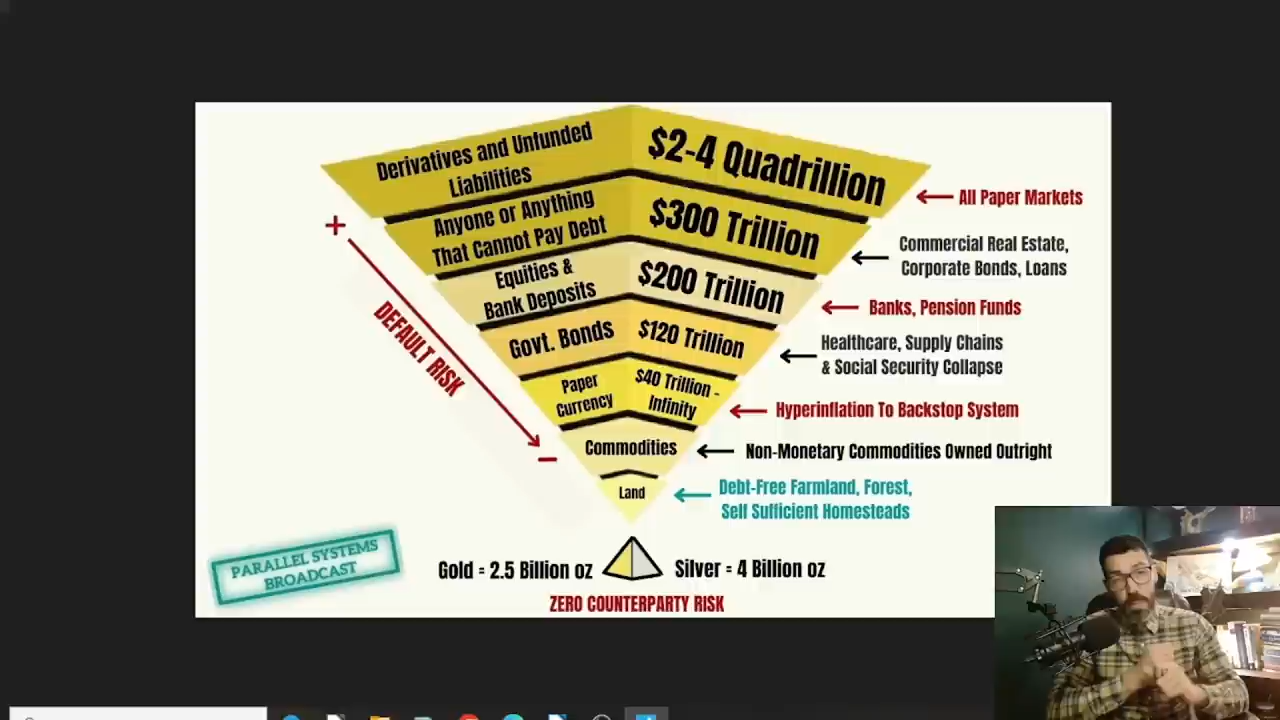 Derivatives and Unfunded
Liabilities
$2-4 Quadrillion
All Paper Markets
Anyone or Anything
That Cannot Pay Debt
$300 Trillion
Commercial Real Estate,
Corporate Bonds, Loans
Equities &
Bank Deposits
$200 Trillion
Banks, Pension Funds
Govt. Bonds
$120 Trillion
Healthcare, Supply Chains
& Social Security Collapse
Paper
Currency
$40 Trillion -
Infinity
Hyperinflation To Backstop System
Commodities
Non-Monetary Commodities Owned Outright
Land
Debt-Free Farmland, Forest,
Self Sufficient Homesteads
+
DEFAULT RISK
-
PARALLEL SYSTEMS
BROADCAST
Gold = 2.5 Billion oz
Silver = 4 Billion oz
ZERO COUNTERPARTY RISK